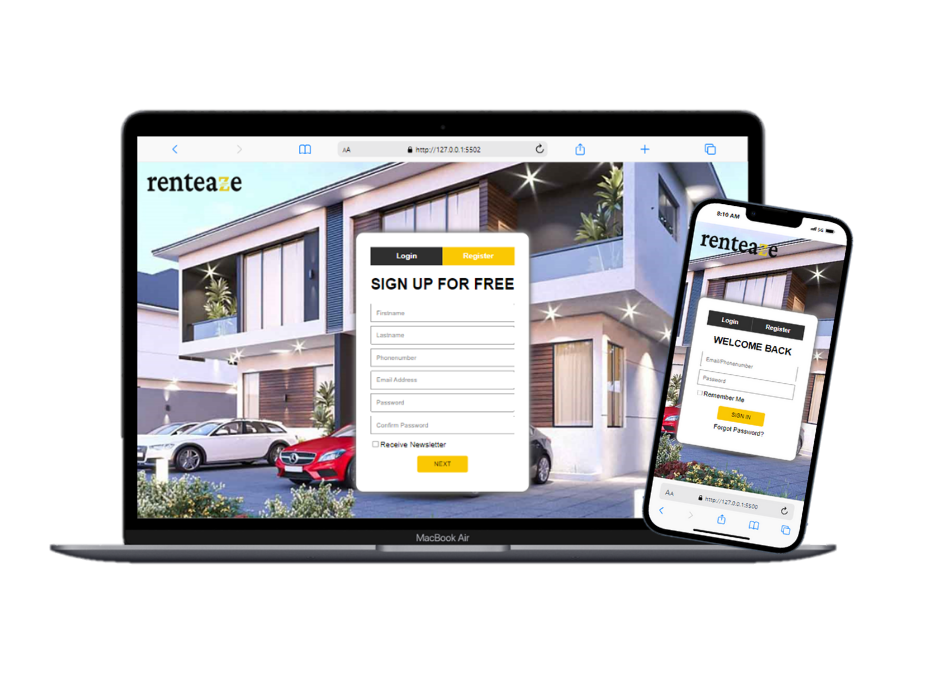 AA http://127.0.0.1:5502
renteaze
Login Register
SIGN UP FOR FREE
Firstname
Lastname
Phonenumber
Email Address
Password
Confirm Password
Receive Newsletter
NEXT
MacBook Air
8:10 AM 5G
renteaze
Login Register
WELCOME BACK
Email/Phonenumber
Password
Remember Me
SIGN IN
Forgot Password?
AA http://127.0.0.1:5500